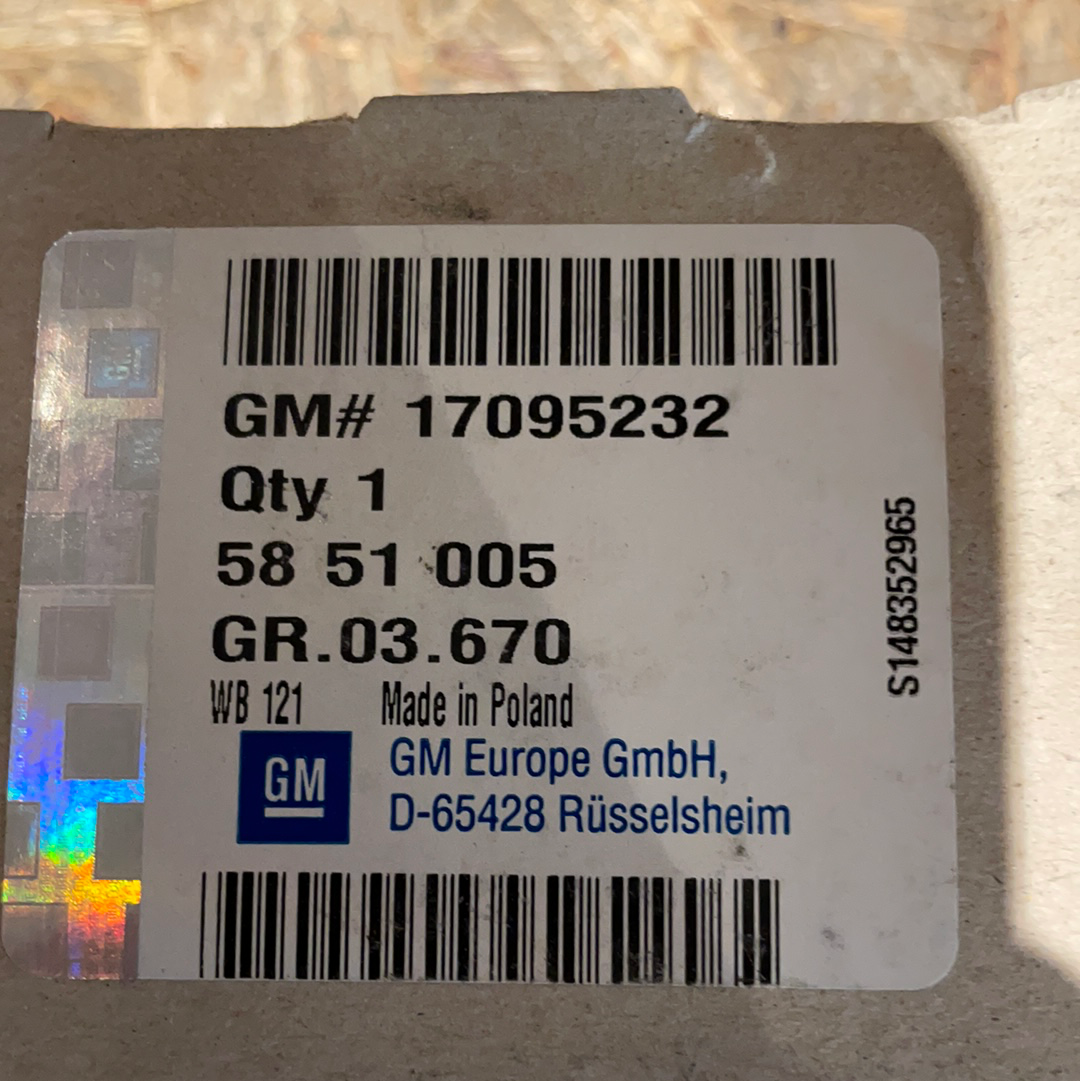 GM# 17095232
Qty 1
58 51 005
GR.03.670
WB 121 Made in Poland
GM
GM Europe GmbH,
D-65428 Rüsselsheim
S148352965
GM